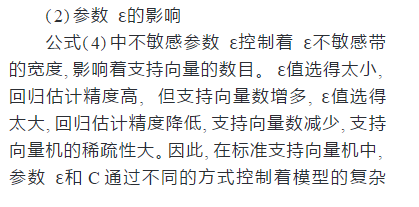 (2)参数 ε的影响
公式(4)中不敏感参数 ε控制着 ε不敏感带
的宽度,影响着支持向量的数目。ε值选得太小,
回归估计精度高, 但支持向量数增多, ε值选得
太大,回归估计精度降低,支持向量数减少,支持
向量机的稀疏性大。因此,在标准支持向量机中,
参数 ε和 C 通过不同的方式控制着模型的复杂